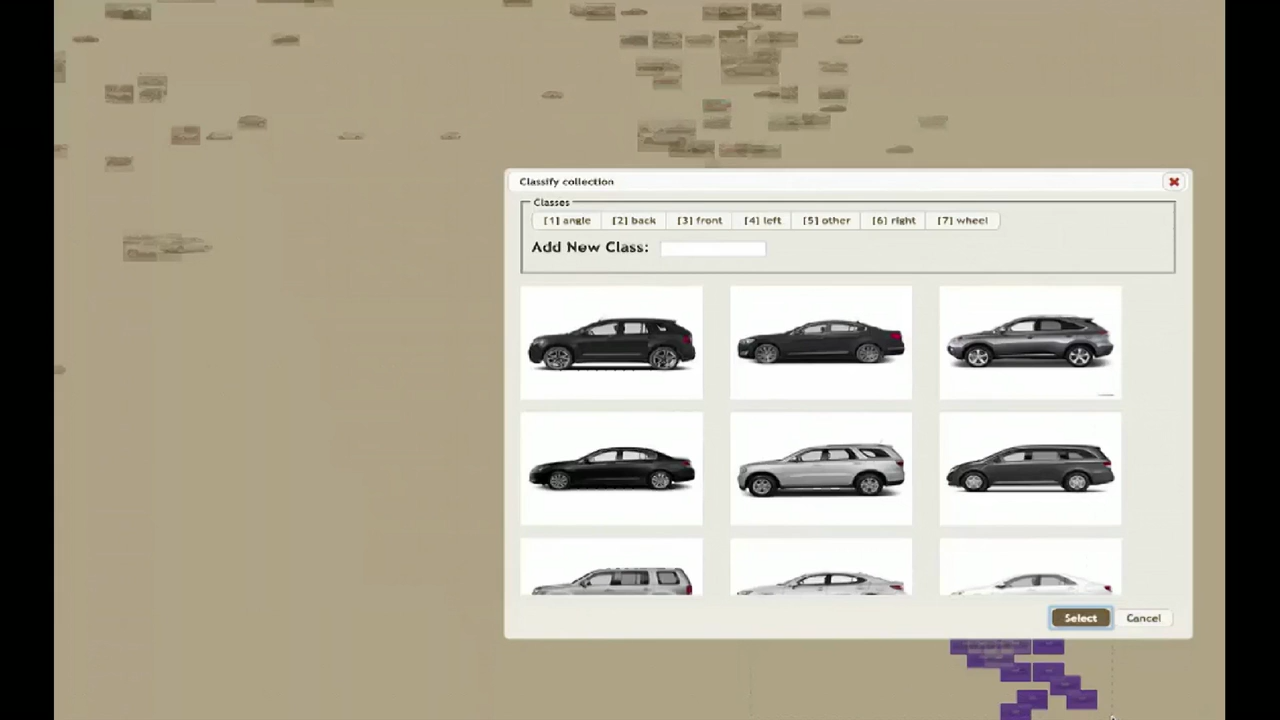 Classify collection
Classes
[1] angle [2] back [3] front [4] left [5] other [6] right [7] wheel
Add New Class:
Select Cancel